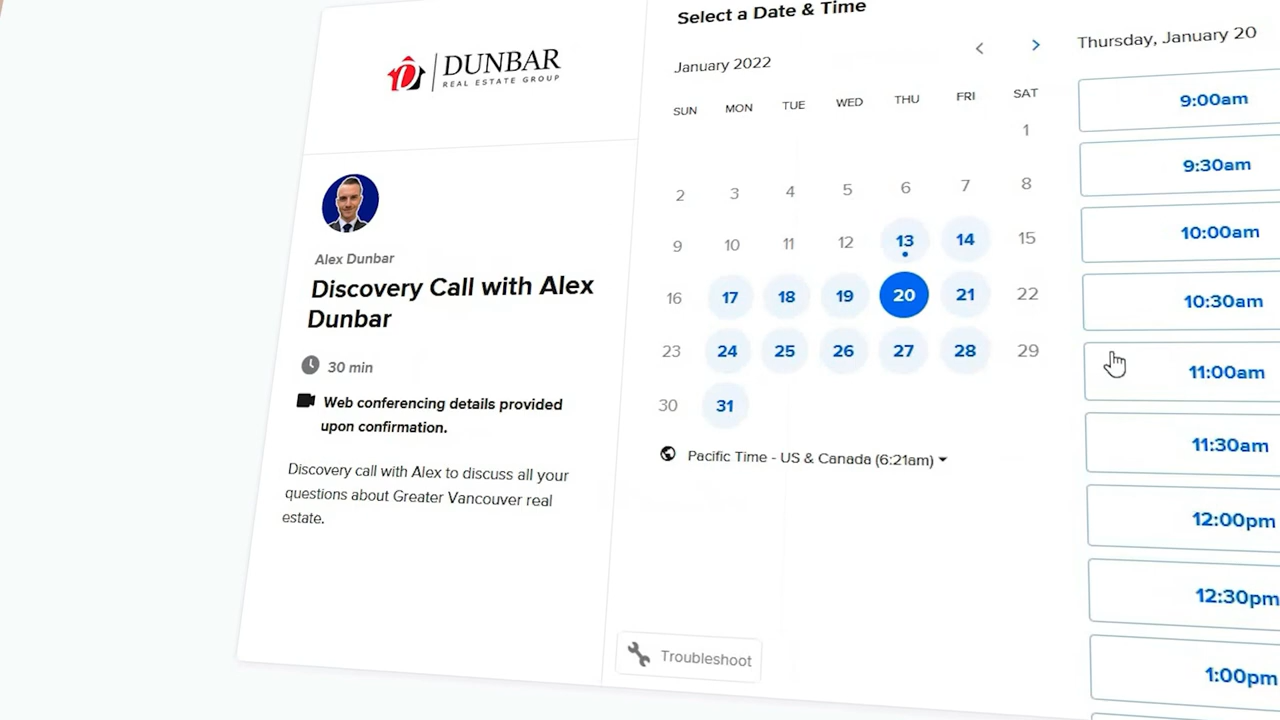 DUNBAR
REAL ESTATE GROUP
Alex Dunbar
Discovery Call with Alex
Dunbar
30 min
Web conferencing details provided
upon confirmation.
Discovery call with Alex to discuss all your
questions about Greater Vancouver real
estate.
Select a Date & Time
January 2022
SUN MON TUE WED THU FRI SAT
1
2 3 4 5 6 7 8
9 10 11 12 13 14 15
16 17 18 19 20 21 22
23 24 25 26 27 28 29
30 31
Pacific Time - US & Canada (6:21am)
Troubleshoot
Thursday, January 20
9:00am
9:30am
10:00am
10:30am
11:00am
11:30am
12:00pm
12:30pm
1:00pm